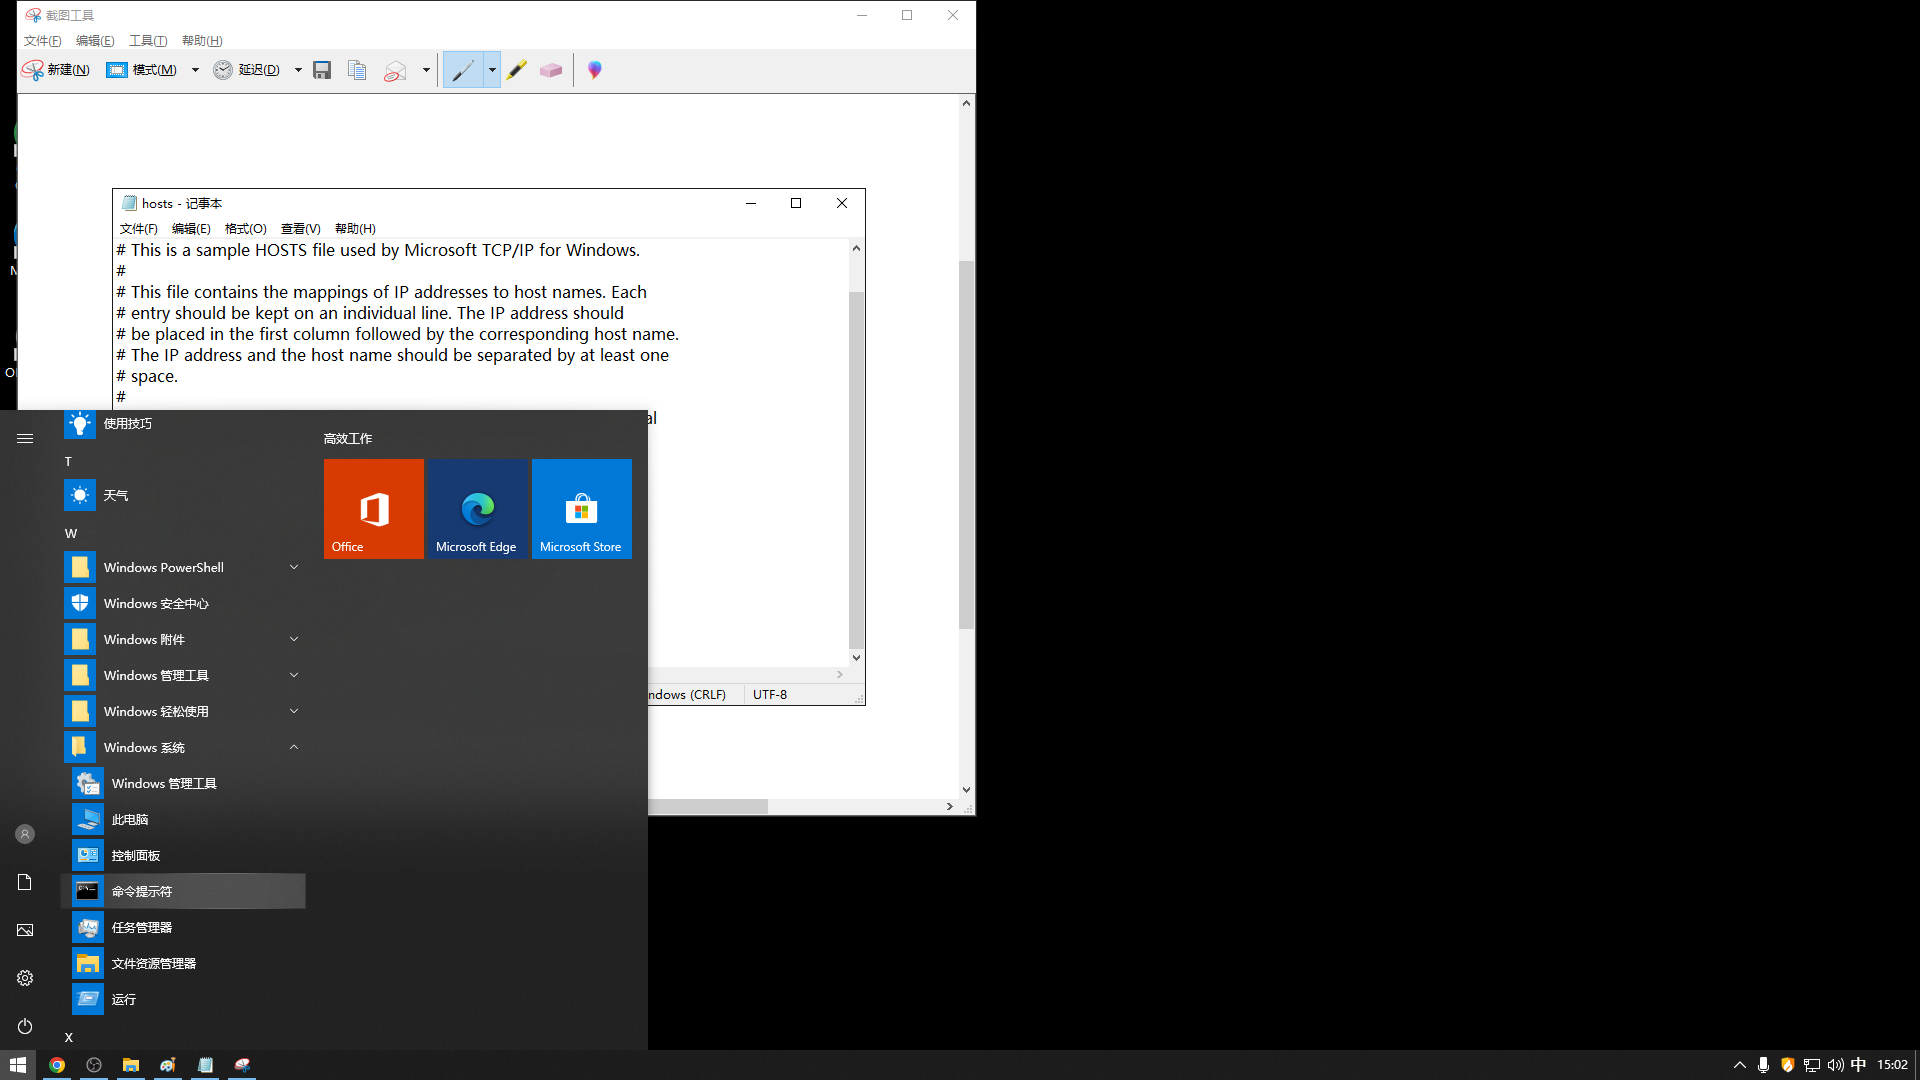 截图工具
文件(F) 编辑(E) 工具(T) 帮助(H)
新建(N) 模式(M) 延迟(D)
hosts - 记事本
文件(F) 编辑(E) 格式(O) 查看(V) 帮助(H)
# This is a sample HOSTS file used by Microsoft TCP/IP for Windows.
#
# This file contains the mappings of IP addresses to host names. Each
# entry should be kept on an individual line. The IP address should
# be placed in the first column followed by the corresponding host name.
# The IP address and the host name should be separated by at least one
# space.
#
al
ndows (CRLF) UTF-8
使用技巧
T
天气
W
Windows PowerShell
Windows 安全中心
Windows 附件
Windows 管理工具
Windows 轻松使用
Windows 系统
Windows 管理工具
此电脑
控制面板
命令提示符
任务管理器
文件资源管理器
运行
X
高效工作
Office
Microsoft Edge
Microsoft Store
中 15:02